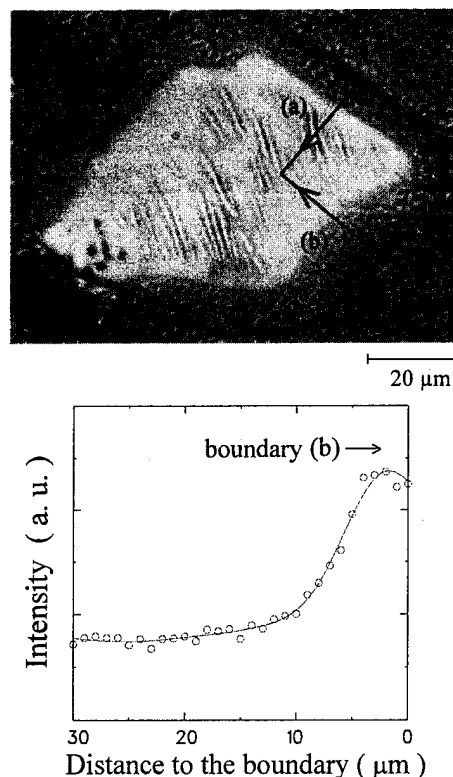 (a)
(b)
20 µm
boundary (b) →
Intensity ( a. u. )
30 20 10 0
Distance to the boundary ( µm )